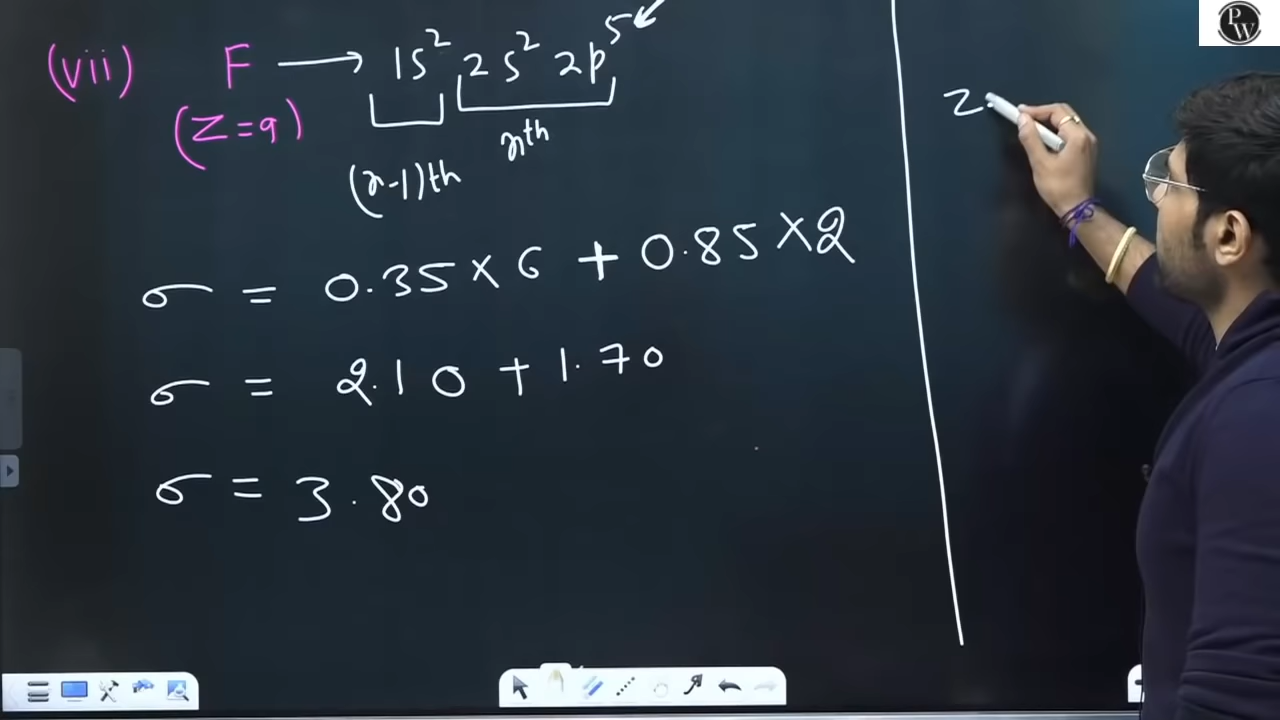 (vii) F → 1s² 2s² 2p⁵
(Z=9)
(n-1)th nth
σ = 0.35×6 + 0.85×2
σ = 2.10 + 1.70
σ = 3.80
Z
PW